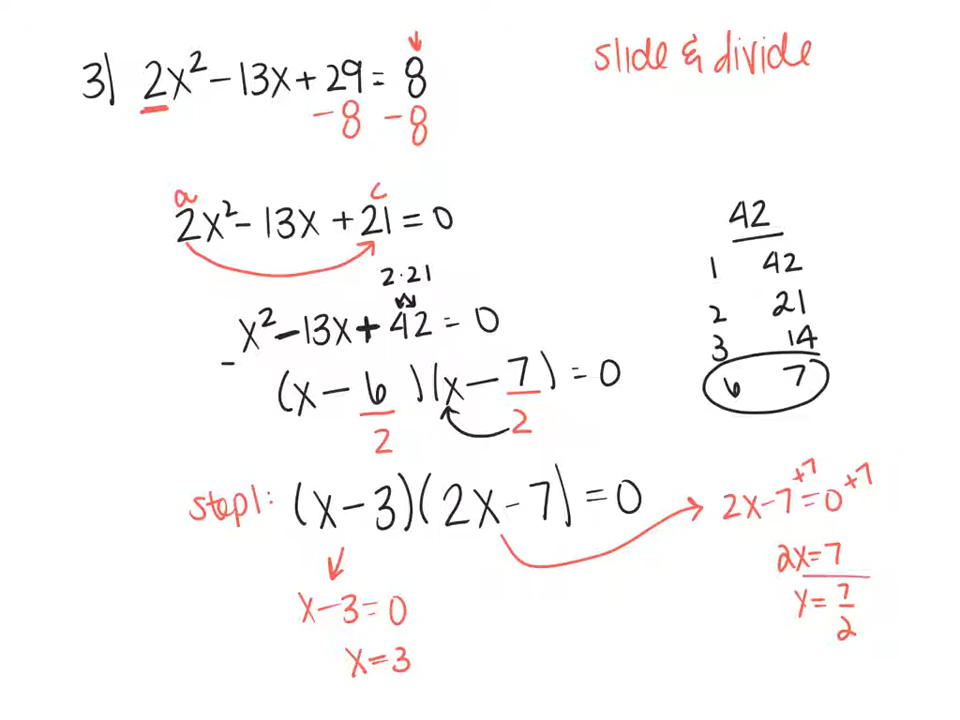 slide & divide
3) 2x² - 13x + 29 = 8
-8 -8
a c
2x² - 13x + 21 = 0
2·21
x² - 13x + 42 = 0
42
1 42
2 21
3 14
6 7
(x - 6/2)(x - 7/2) = 0
step1: (x - 3)(2x - 7) = 0
x - 3 = 0
x = 3
+7 +7
2x - 7 = 0
2x = 7
x = 7/2